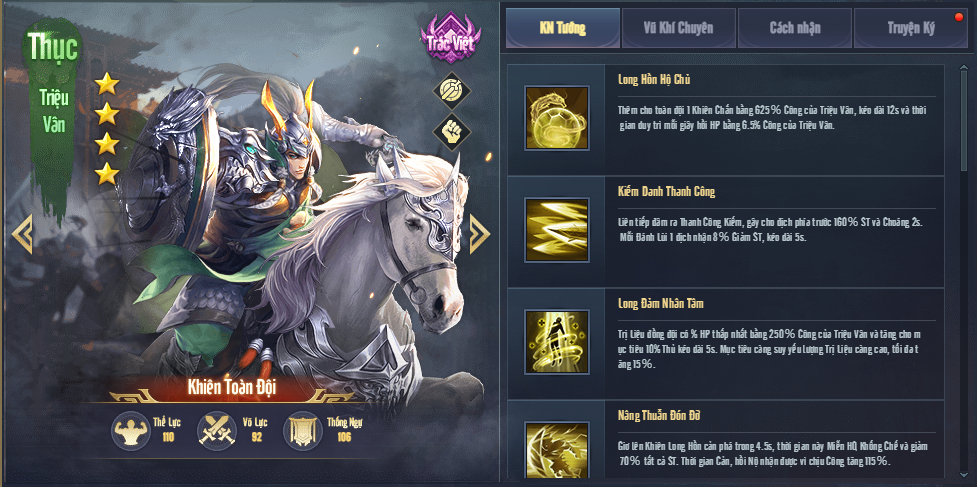 Thục
Triệu
Vân
Trác Việt
Khiên Toàn Đội
Thể Lực
110
Võ Lực
92
Thống Ngự
106
KN Tướng
Vũ Khí Chuyên
Cách nhận
Truyện Ký
Long Hồn Hộ Chủ
Thêm cho toàn đội 1 Khiên Chắn bằng 625% Công của Triệu Vân, kéo dài 12s và thời
gian duy trì mỗi giây hồi HP bằng 6.5% Công của Triệu Vân.
Kiếm Danh Thanh Công
Liên tiếp đâm ra Thanh Công Kiếm, gây cho địch phía trước 160% ST và Choáng 2s.
Mỗi Đánh Lùi 1 địch nhận 8% Giảm ST, kéo dài 5s.
Long Đảm Nhân Tâm
Trị Liệu đồng đội có % HP thấp nhất bằng 250% Công của Triệu Vân và tăng cho m
ục tiêu 10% Thủ kéo dài 5s. Mục tiêu càng suy yếu lượng Trị Liệu càng cao, tối đa t
ăng 15%.
Nâng Thuẫn Đón Đỡ
Giơ lên Khiên Long Hồn cản phá trong 4.5s, thời gian này Miễn HQ Khống Chế và giảm
70% tất cả ST. Thời gian Cản, hồi Nộ nhận được vì chịu Công tăng 115%.